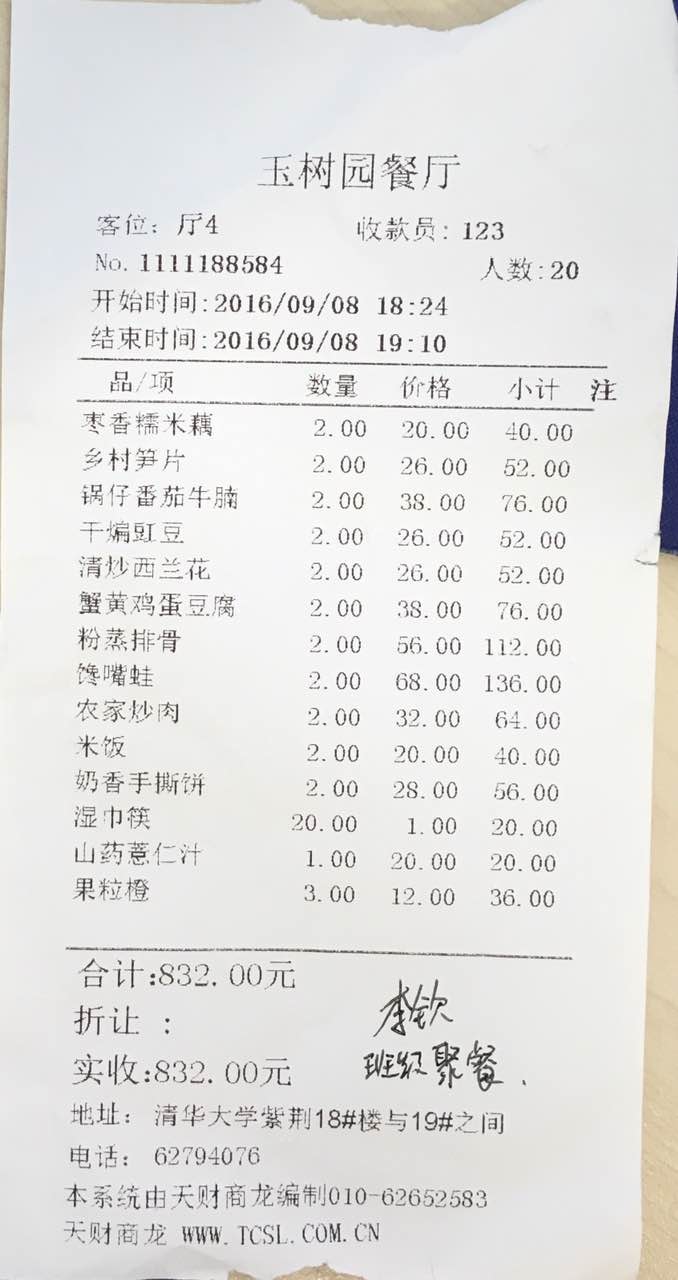 玉树园餐厅
客位: 厅4 收款员: 123
No. 1111188584 人数:20
开始时间:2016/09/08 18:24
结束时间:2016/09/08 19:10
品/项 数量 价格 小计 注
枣香糯米藕 2.00 20.00 40.00
乡村笋片 2.00 26.00 52.00
锅仔番茄牛腩 2.00 38.00 76.00
干煸豇豆 2.00 26.00 52.00
清炒西兰花 2.00 26.00 52.00
蟹黄鸡蛋豆腐 2.00 38.00 76.00
粉蒸排骨 2.00 56.00 112.00
馋嘴蛙 2.00 68.00 136.00
农家炒肉 2.00 32.00 64.00
米饭 2.00 20.00 40.00
奶香手撕饼 2.00 28.00 56.00
湿巾筷 20.00 1.00 20.00
山药薏仁汁 1.00 20.00 20.00
果粒橙 3.00 12.00 36.00
合计:832.00元
折让 :
李钦
实收:832.00元
班级聚餐.
地址: 清华大学紫荆18#楼与19#之间
电话: 62794076
本系统由天财商龙编制010-62652583
天财商龙 WWW.TCSL.COM.CN